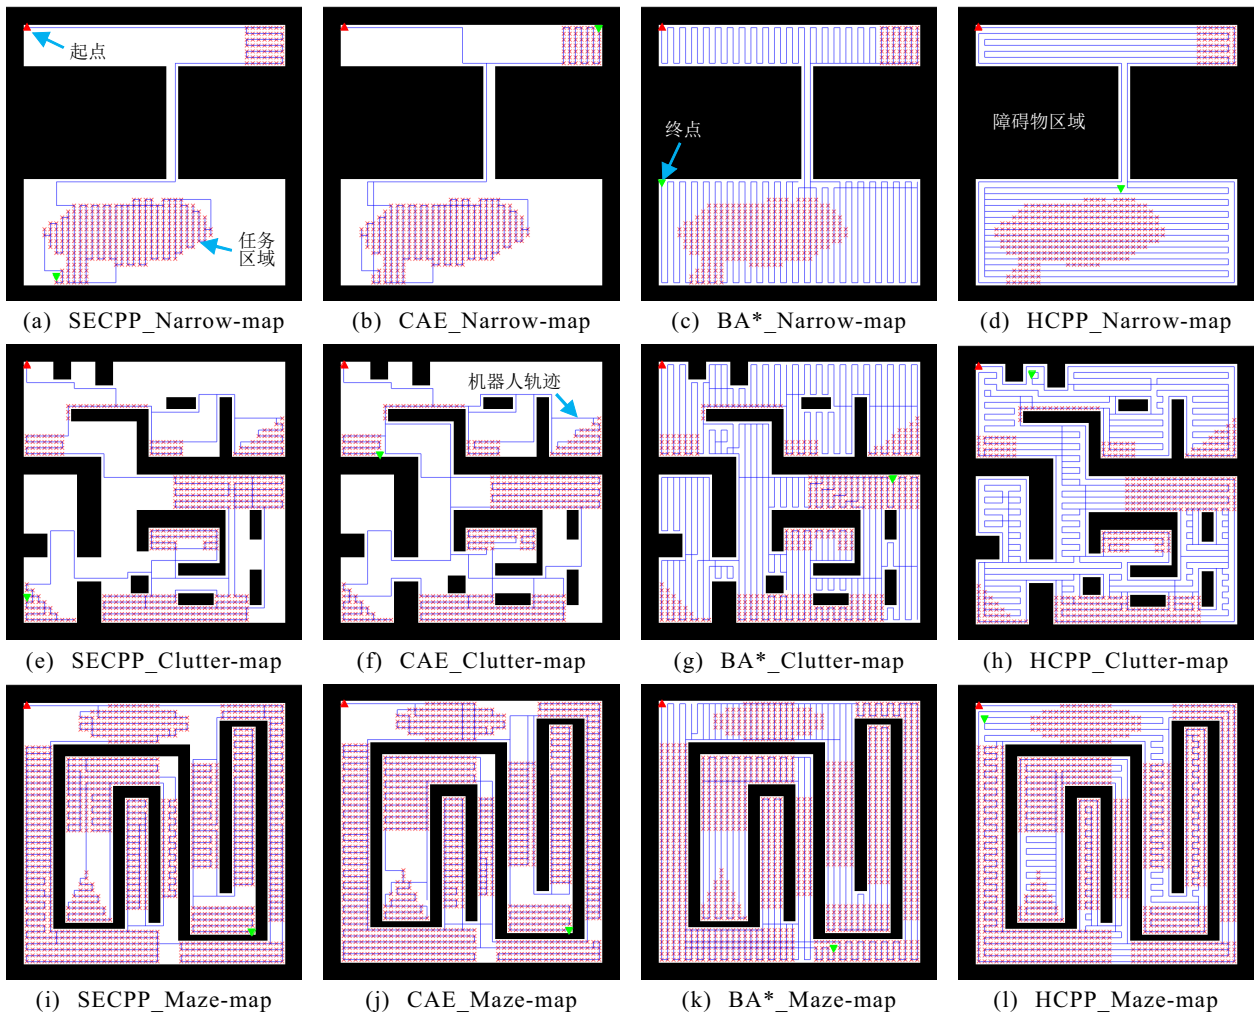 起点
终点
障碍物区域
任务
区域
(a) SECPP_Narrow-map
(b) CAE_Narrow-map
(c) BA*_Narrow-map
(d) HCPP_Narrow-map
机器人轨迹
(e) SECPP_Clutter-map
(f) CAE_Clutter-map
(g) BA*_Clutter-map
(h) HCPP_Clutter-map
(i) SECPP_Maze-map
(j) CAE_Maze-map
(k) BA*_Maze-map
(l) HCPP_Maze-map